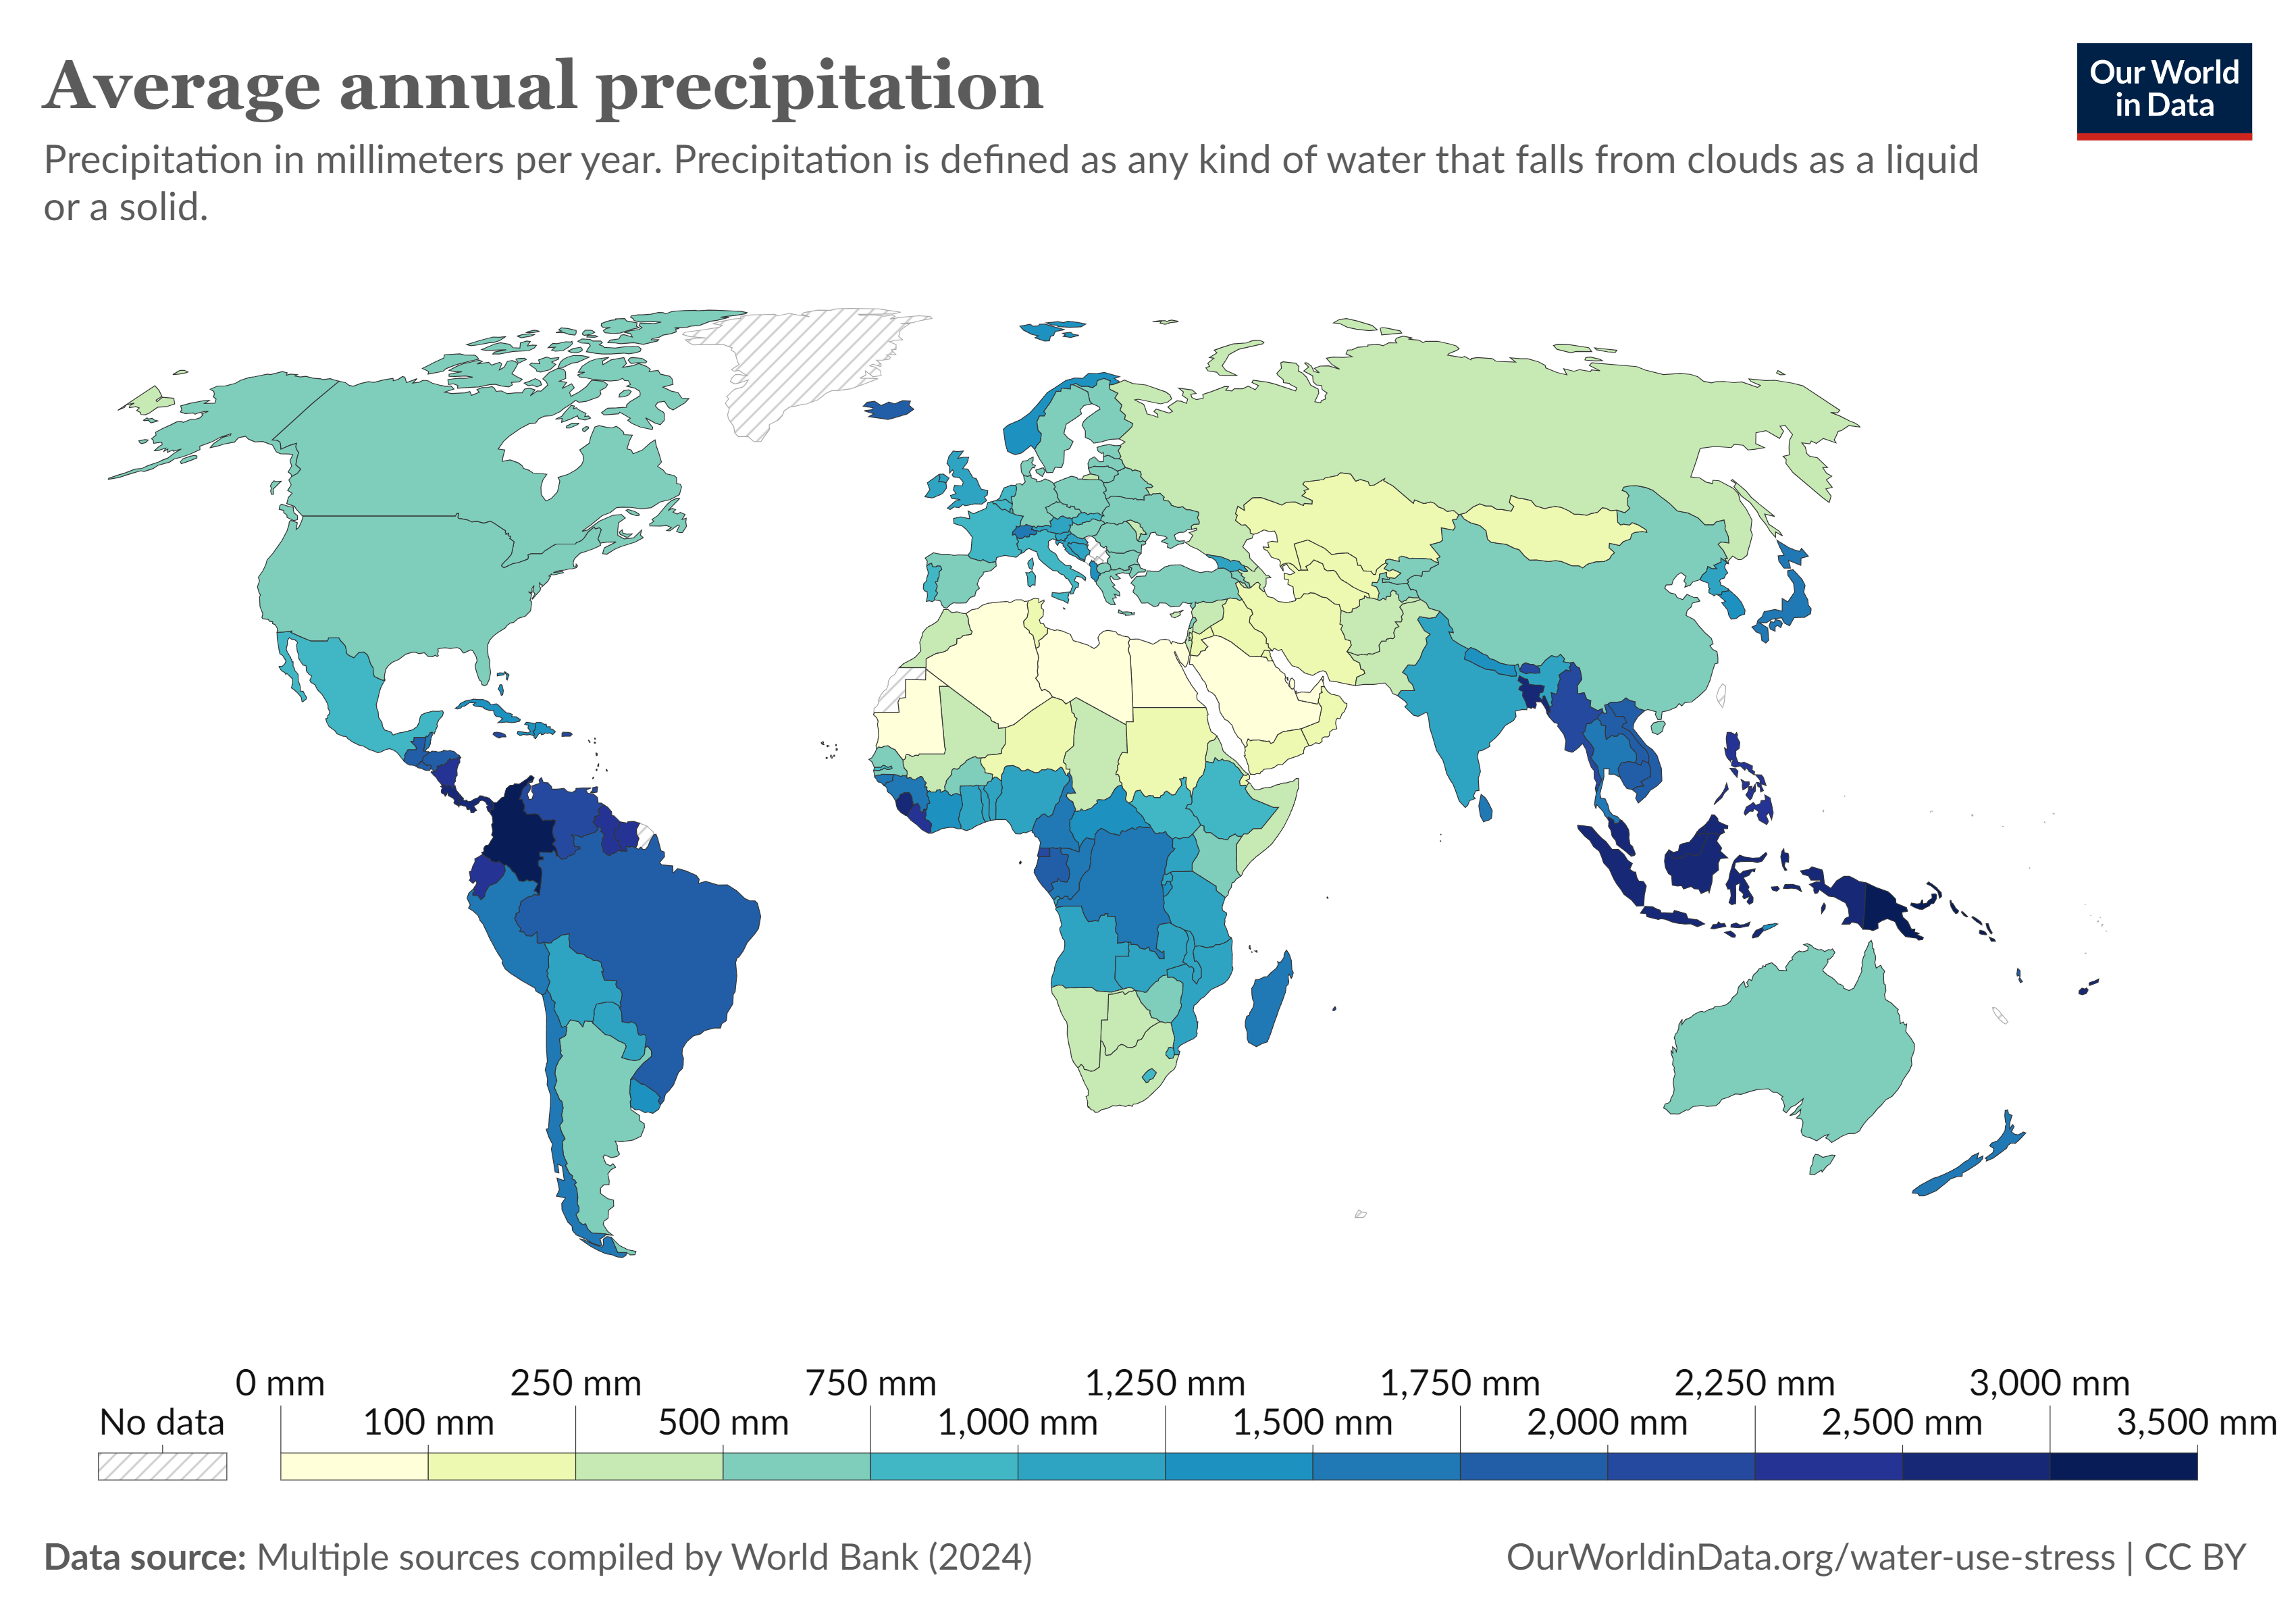 Average annual precipitation
Our World
in Data
Precipitation in millimeters per year. Precipitation is defined as any kind of water that falls from clouds as a liquid
or a solid.
0 mm 250 mm 750 mm 1,250 mm 1,750 mm 2,250 mm 3,000 mm
No data 100 mm 500 mm 1,000 mm 1,500 mm 2,000 mm 2,500 mm 3,500 mm
Data source: Multiple sources compiled by World Bank (2024)
OurWorldinData.org/water-use-stress | CC BY